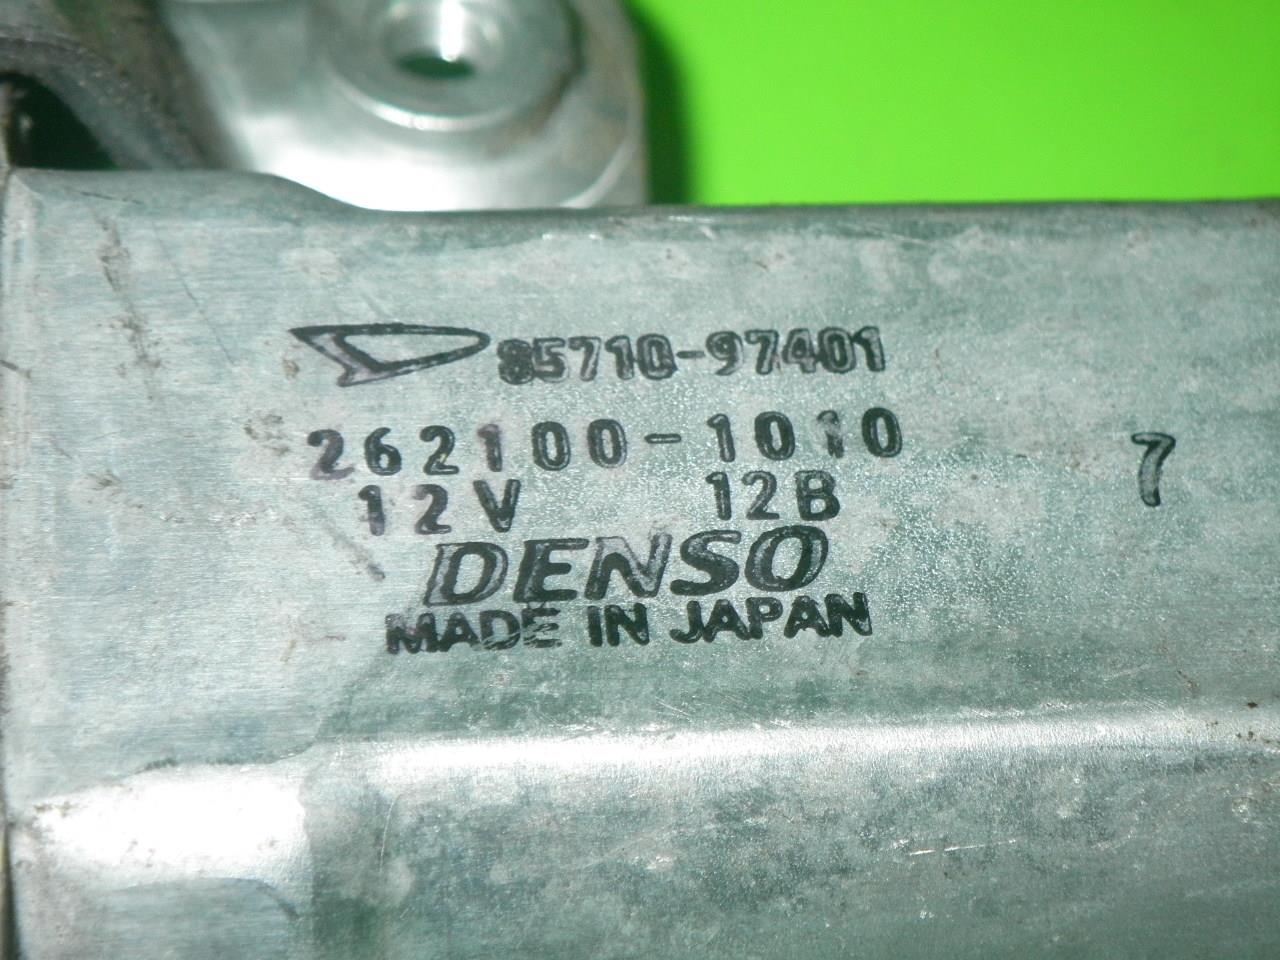 85710-97401
262100-1010
12V 12B 7
DENSO
MADE IN JAPAN